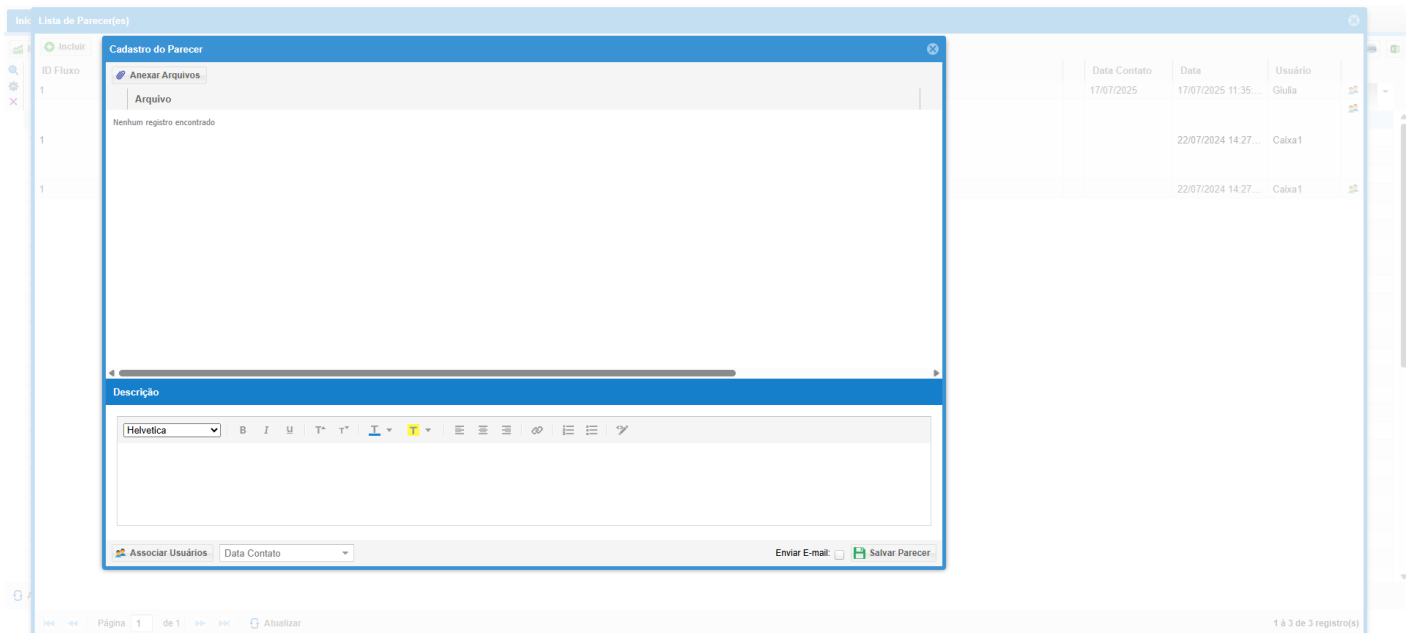 Iníc
Lista de Parecer(es)
Incluir
Cadastro do Parecer
ID Fluxo
Anexar Arquivos
Data Contato
Data
Usuário
Arquivo
1
17/07/2025
17/07/2025 11:35:...
Giulia
Nenhum registro encontrado
1
22/07/2024 14:27...
Caixa1
1
22/07/2024 14:27...
Caixa1
Descrição
Helvetica
B I U T T T T
Associar Usuários
Data Contato
Enviar E-mail:
Salvar Parecer
Página 1 de 1
Atualizar
1 à 3 de 3 registro(s)